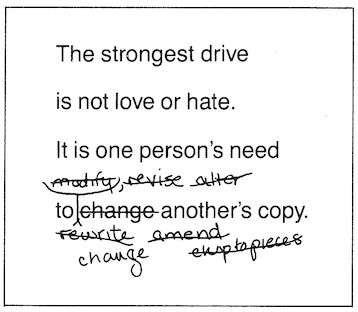 The strongest drive
is not love or hate.
It is one person's need
modify, revise alter
to change another's copy.
rewrite amend
change chop to pieces